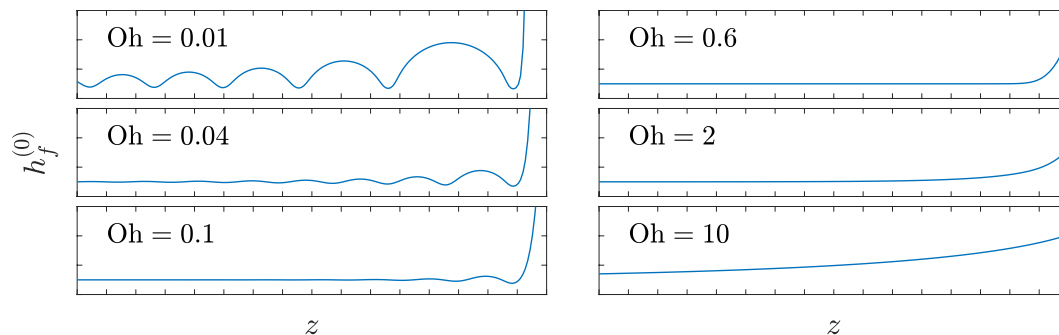 Oh = 0.01
Oh = 0.04
Oh = 0.1
Oh = 0.6
Oh = 2
Oh = 10
h_f^{(0)}
z
z